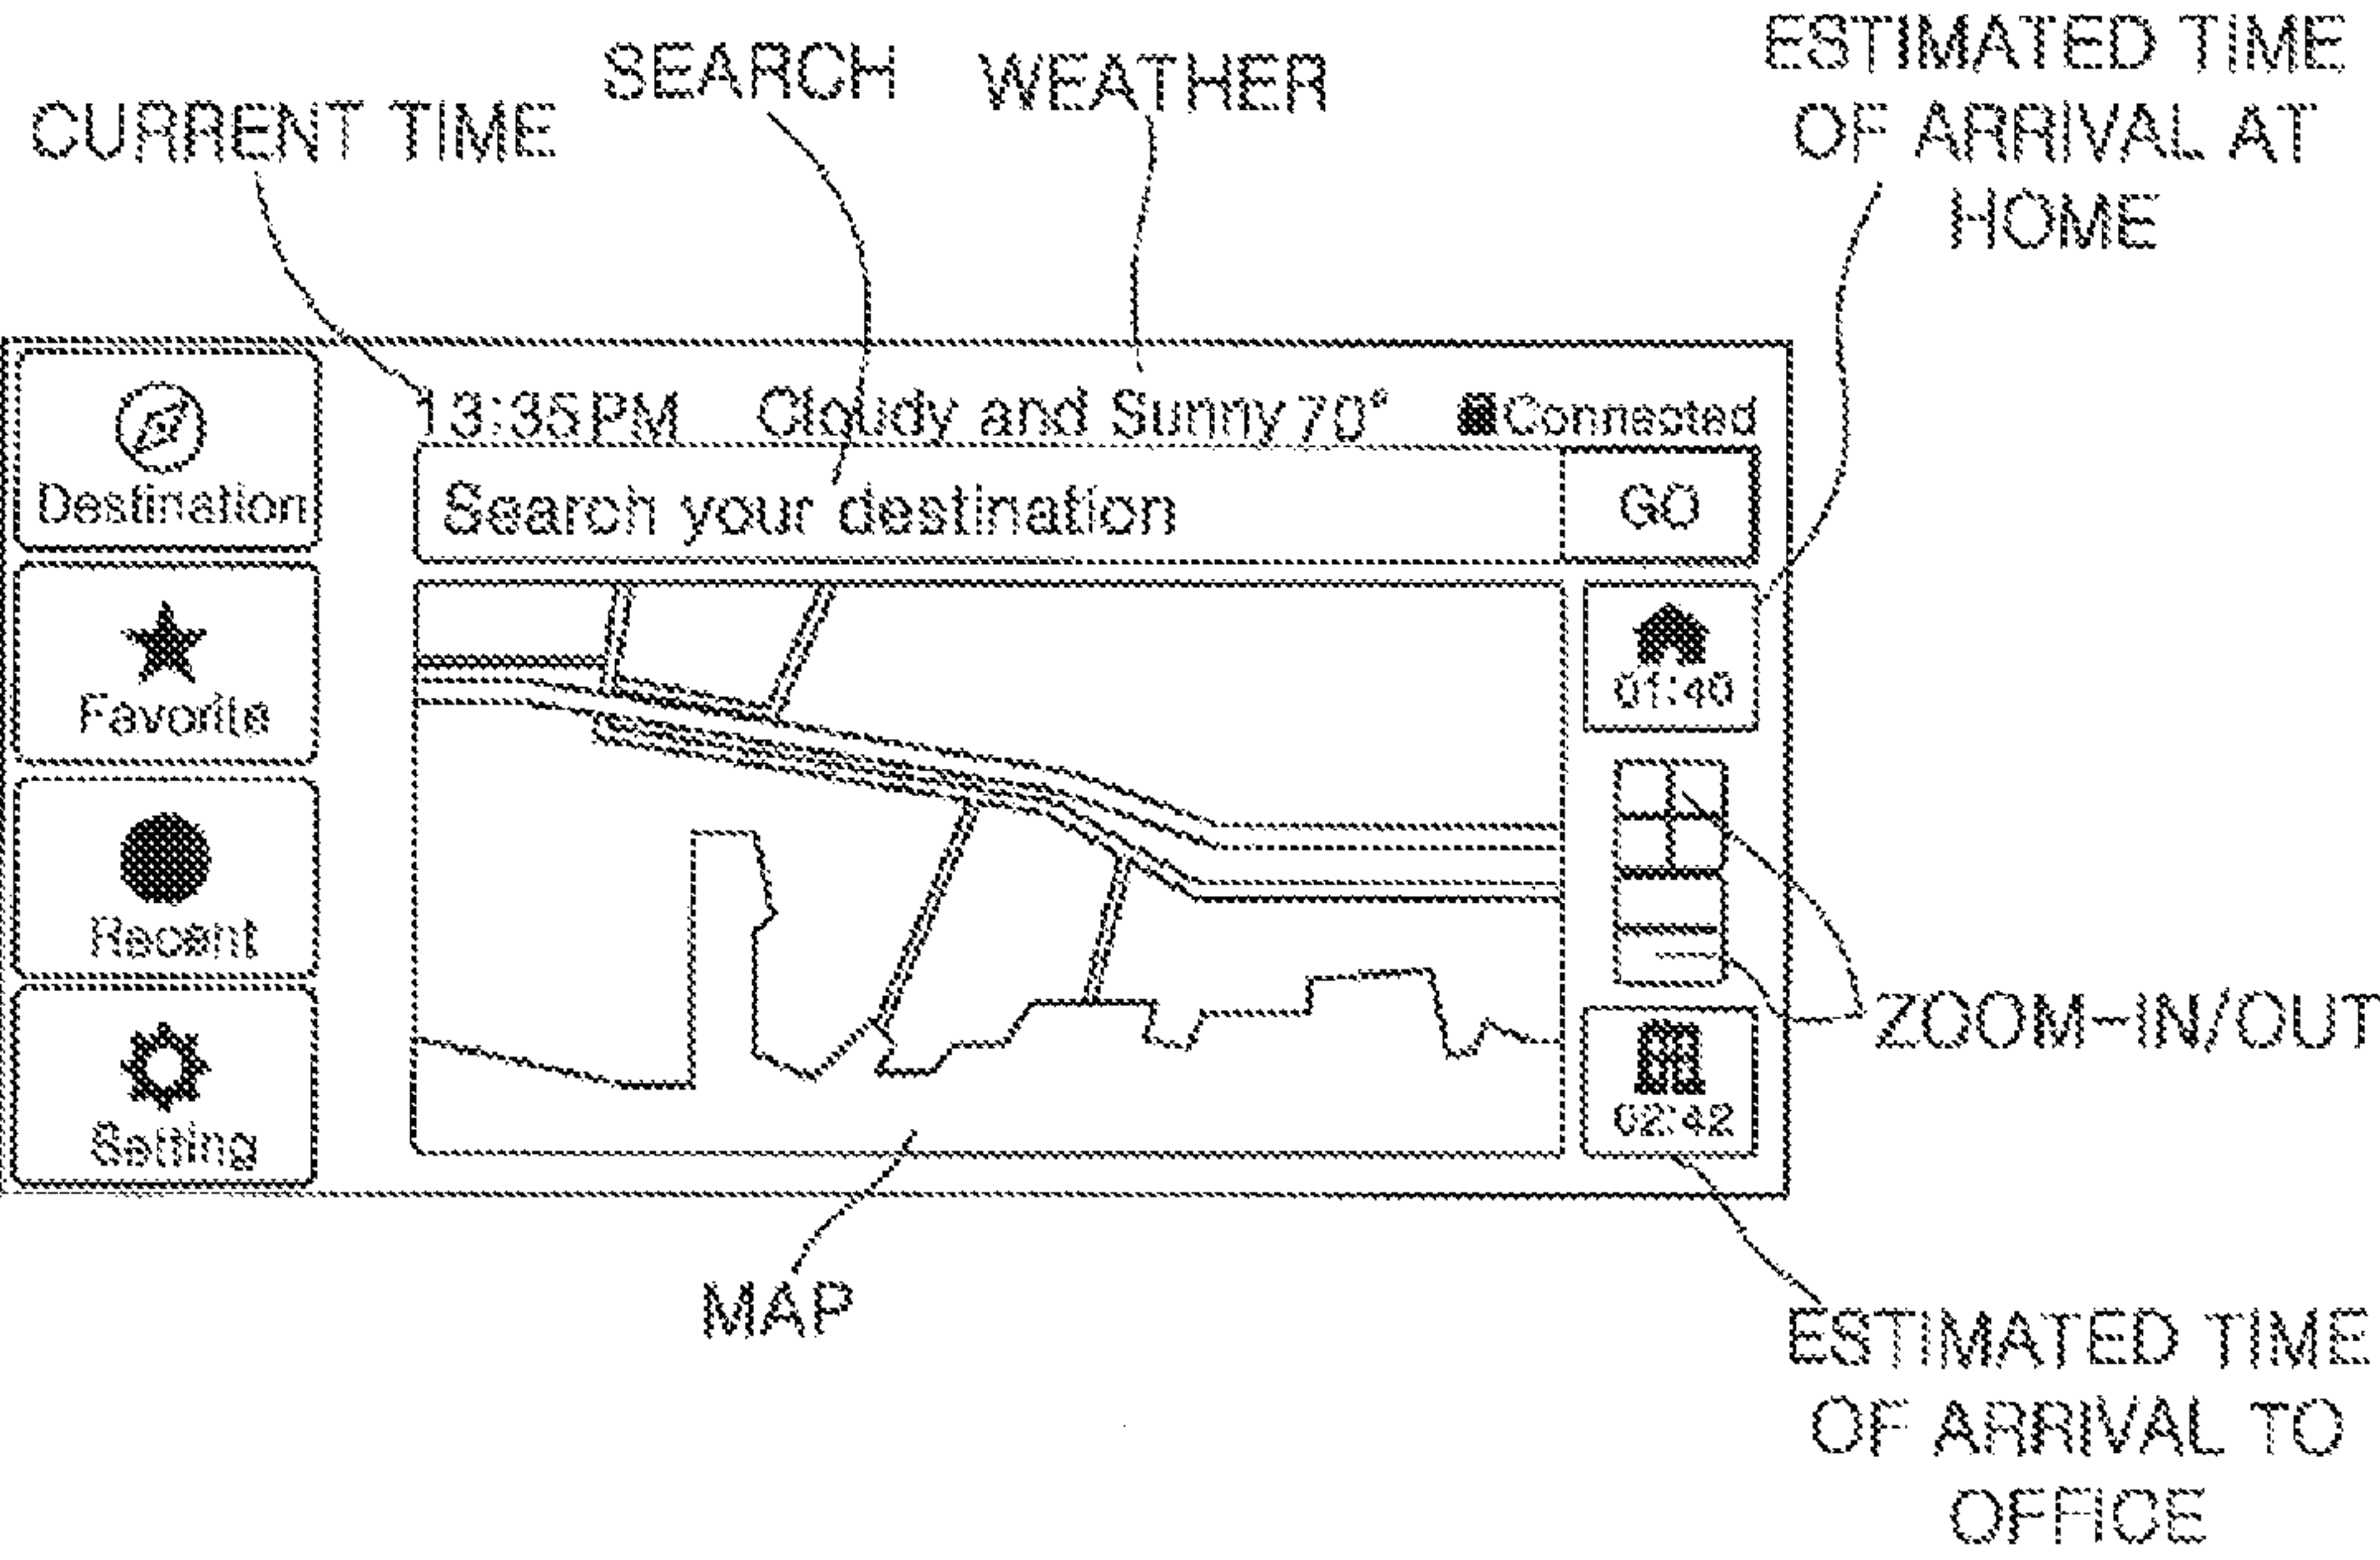 ESTIMATED TIME
OF ARRIVAL AT
HOME
SEARCH
WEATHER
CURRENT TIME
13:35PM
Cloudy and Sunny 70°
Connected
Destination
Search your destination
GO
Favorite
01:40
Recent
ZOOM-IN/OUT
Setting
02:42
MAP
ESTIMATED TIME
OF ARRIVAL TO
OFFICE